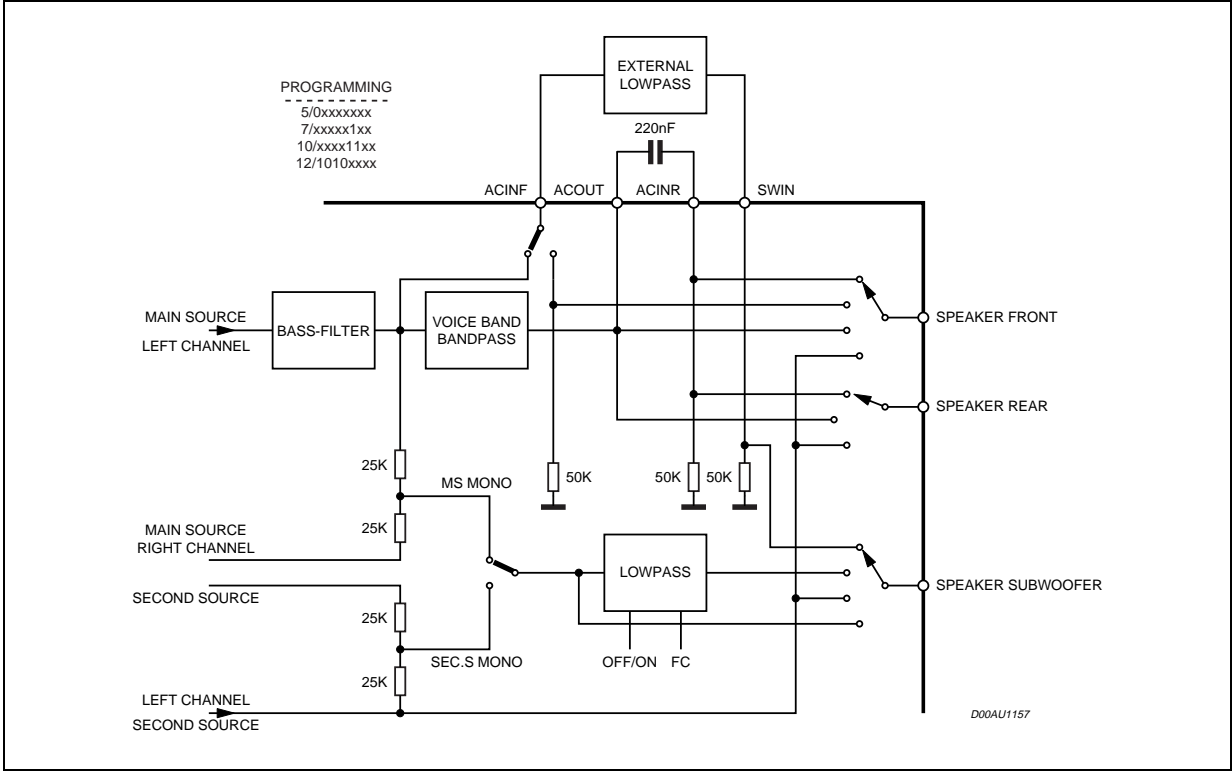 EXTERNAL
LOWPASS
PROGRAMMING
5/0xxxxxxx
7/xxxxx1xx
10/xxxx11xx
12/1010xxxx
220nF
ACINF
ACOUT
ACINR
SWIN
MAIN SOURCE
LEFT CHANNEL
BASS-FILTER
VOICE BAND
BANDPASS
SPEAKER FRONT
SPEAKER REAR
25K
MS MONO
50K
50K
50K
25K
MAIN SOURCE
RIGHT CHANNEL
LOWPASS
SPEAKER SUBWOOFER
SECOND SOURCE
25K
SEC.S MONO
OFF/ON
FC
25K
LEFT CHANNEL
SECOND SOURCE
D00AU1157